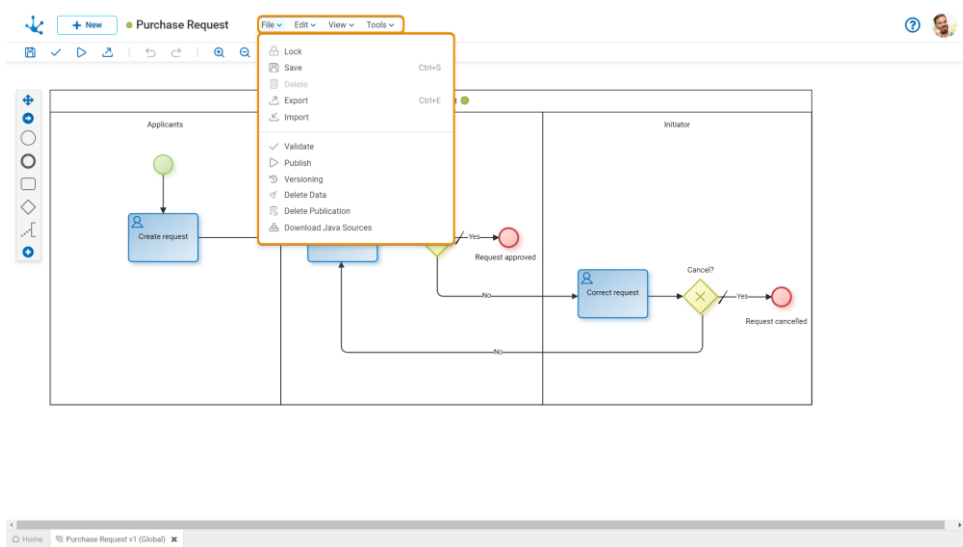 New
Purchase Request
File Edit View Tools
Lock
Save Ctrl+S
Delete
Export Ctrl+E
Import
Validate
Publish
Versioning
Delete Data
Delete Publication
Download Java Sources
Applicants
Initiator
Create request
Yes
Request approved
No
Correct request
Cancel?
Yes
Request cancelled
No
Home
Purchase Request v1 (Global)